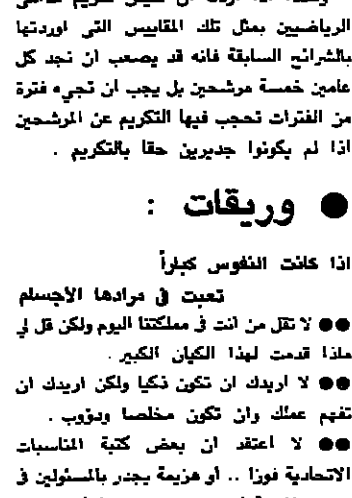 الرياضيين بمثل تلك المقاييس التي اوردتها
بالشرائح السابقة فانه قد يصعب ان نجد كل
عامين خمسة مرشحين بل يجب ان تجيء فترة
من الفترات تحجب فيها التكريم عن المرشحين
اذا لم يكونوا جديرين حقا بالتكريم .
● وريقات :
اذا كانت النفوس كباراً
تعبت في مرادها الأجسام
●● لا تقل من انت في مملكتنا اليوم ولكن قل لي
ماذا قدمت لهذا الكيان الكبير .
●● لا اريدك ان تكون ذكيا ولكن اريدك ان
تفهم عملك وان تكون مخلصا ودؤوب .
●● لا اعتقد ان بعض كتبة المناسبات
الاتحادية فوزا .. أو هزيمة يجدر بالمسئولين في